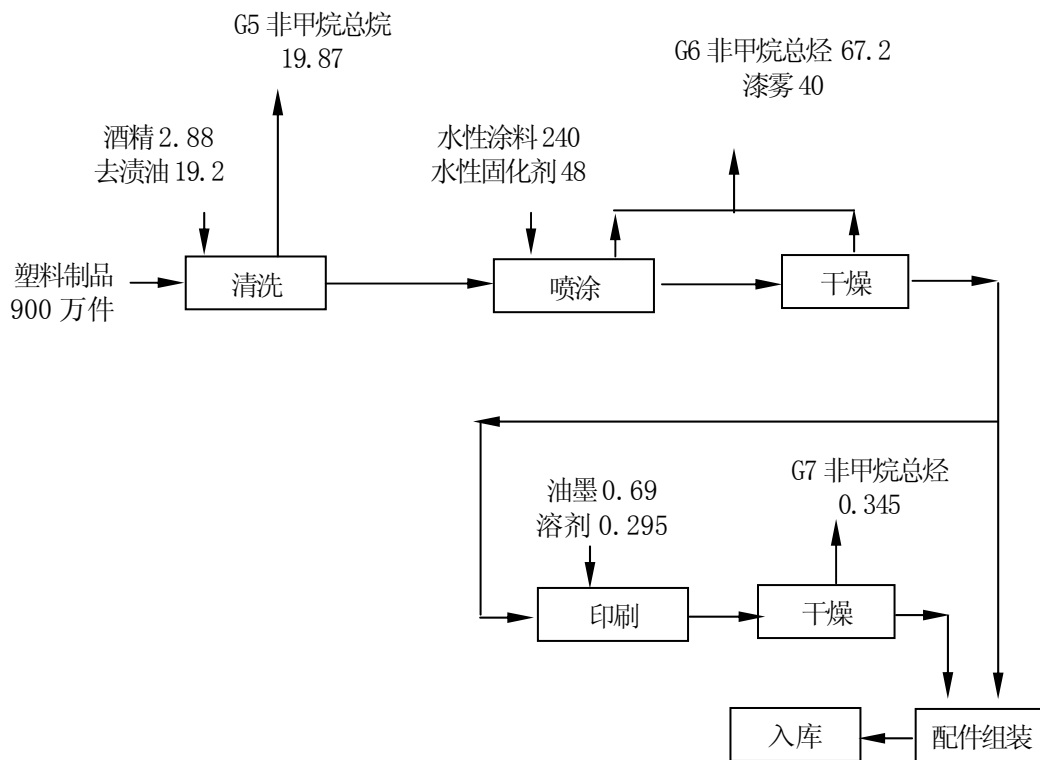 G5 非甲烷总烷
19.87
G6 非甲烷总烃 67.2
漆雾 40
酒精 2.88
去渍油 19.2
水性涂料 240
水性固化剂 48
塑料制品
900 万件
清洗
喷涂
干燥
油墨 0.69
溶剂 0.295
G7 非甲烷总烃
0.345
印刷
干燥
入库
配件组装